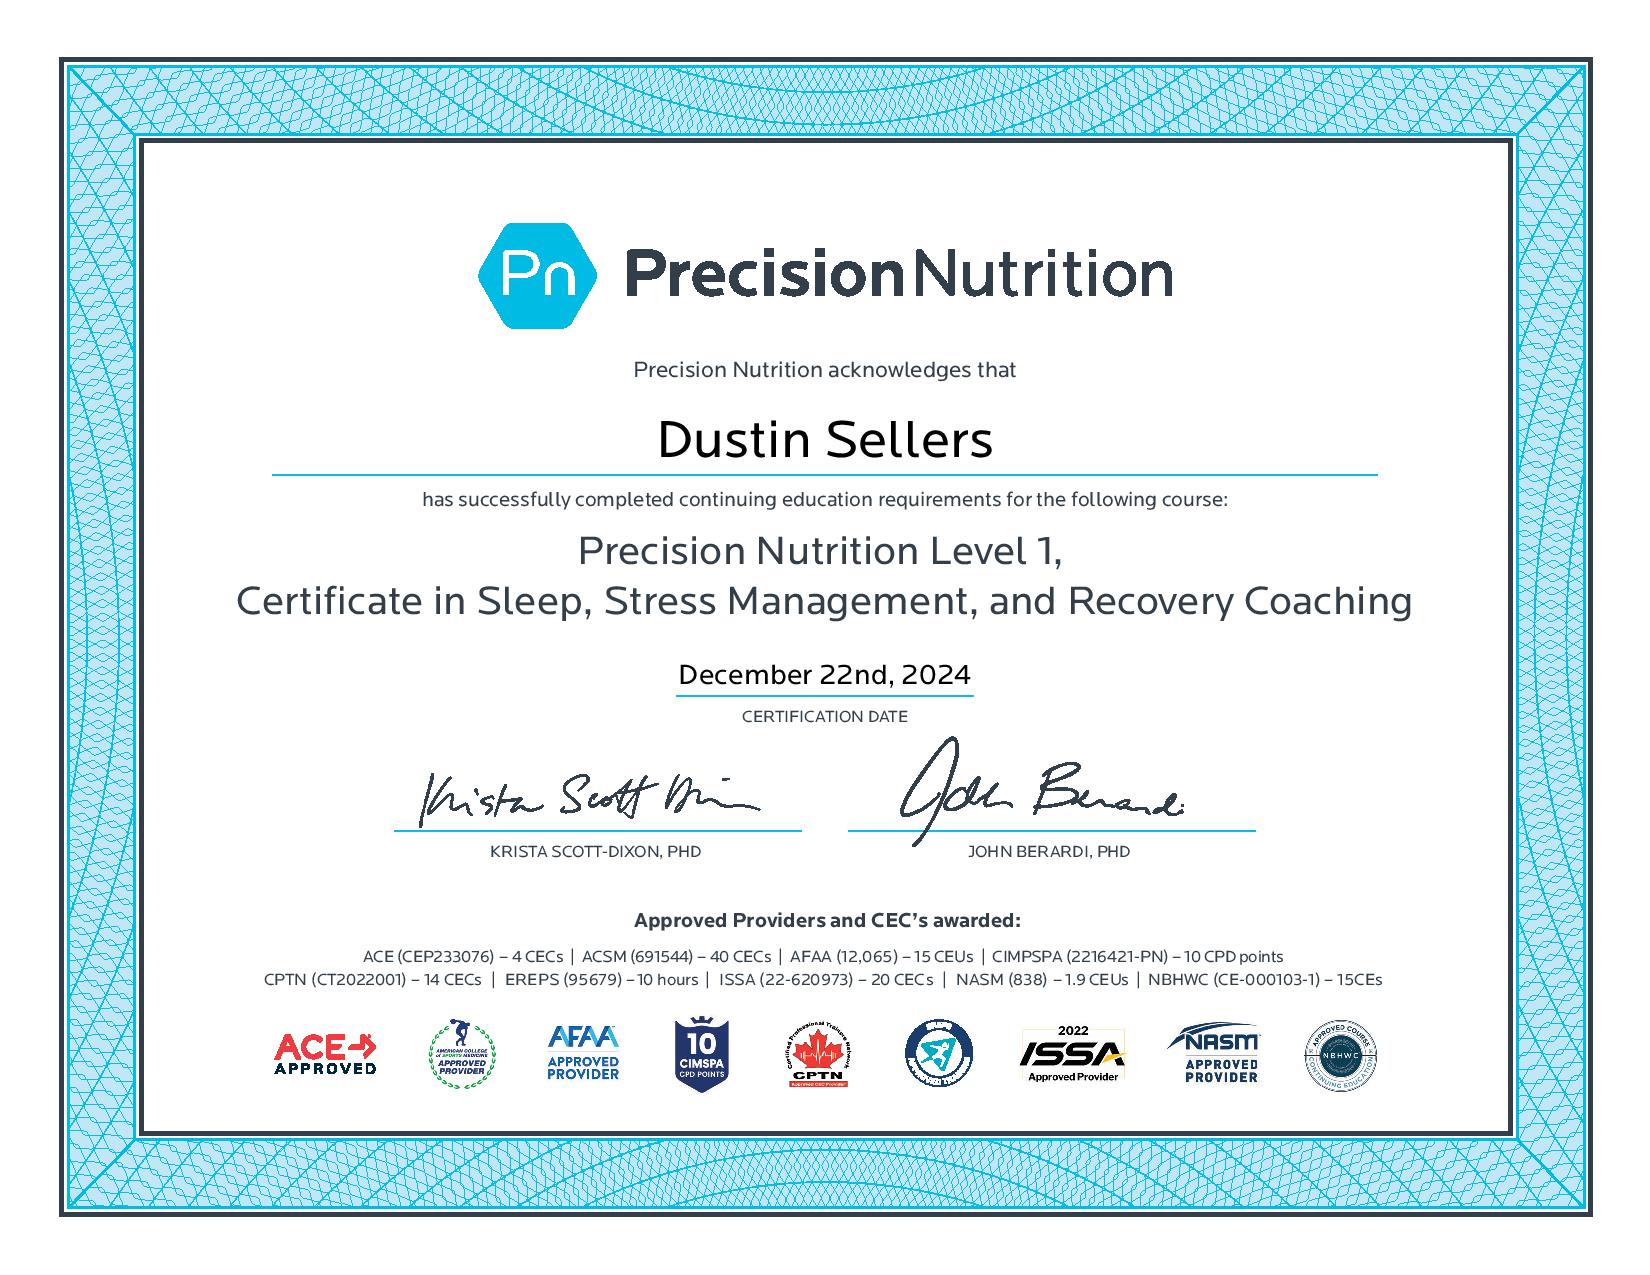 Pn PrecisionNutrition
Precision Nutrition acknowledges that
Dustin Sellers
has successfully completed continuing education requirements for the following course:
Precision Nutrition Level 1,
Certificate in Sleep, Stress Management, and Recovery Coaching
December 22nd, 2024
CERTIFICATION DATE
Krista Scott Dixon
John Berardi
KRISTA SCOTT-DIXON, PHD
JOHN BERARDI, PHD
Approved Providers and CEC’s awarded:
ACE (CEP233076) – 4 CECs | ACSM (691544) – 40 CECs | AFAA (12,065) – 15 CEUs | CIMPSPA (2216421-PN) – 10 CPD points
CPTN (CT2022001) – 14 CECs | EREPS (95679) – 10 hours | ISSA (22-620973) – 20 CECs | NASM (838) – 1.9 CEUs | NBHWC (CE-000103-1) – 15CEs
ACE
APPROVED
AMERICAN COLLEGE
of SPORTS MEDICINE
APPROVED
PROVIDER
AFAA
APPROVED
PROVIDER
10
CIMSPA
CPD POINTS
Certified Professional Trainers Network
CPTN
Approved CEC Provider
2022
ISSA
Approved Provider
NASM
APPROVED
PROVIDER
APPROVED COURSE
NBHWC
CONTINUING EDUCATION